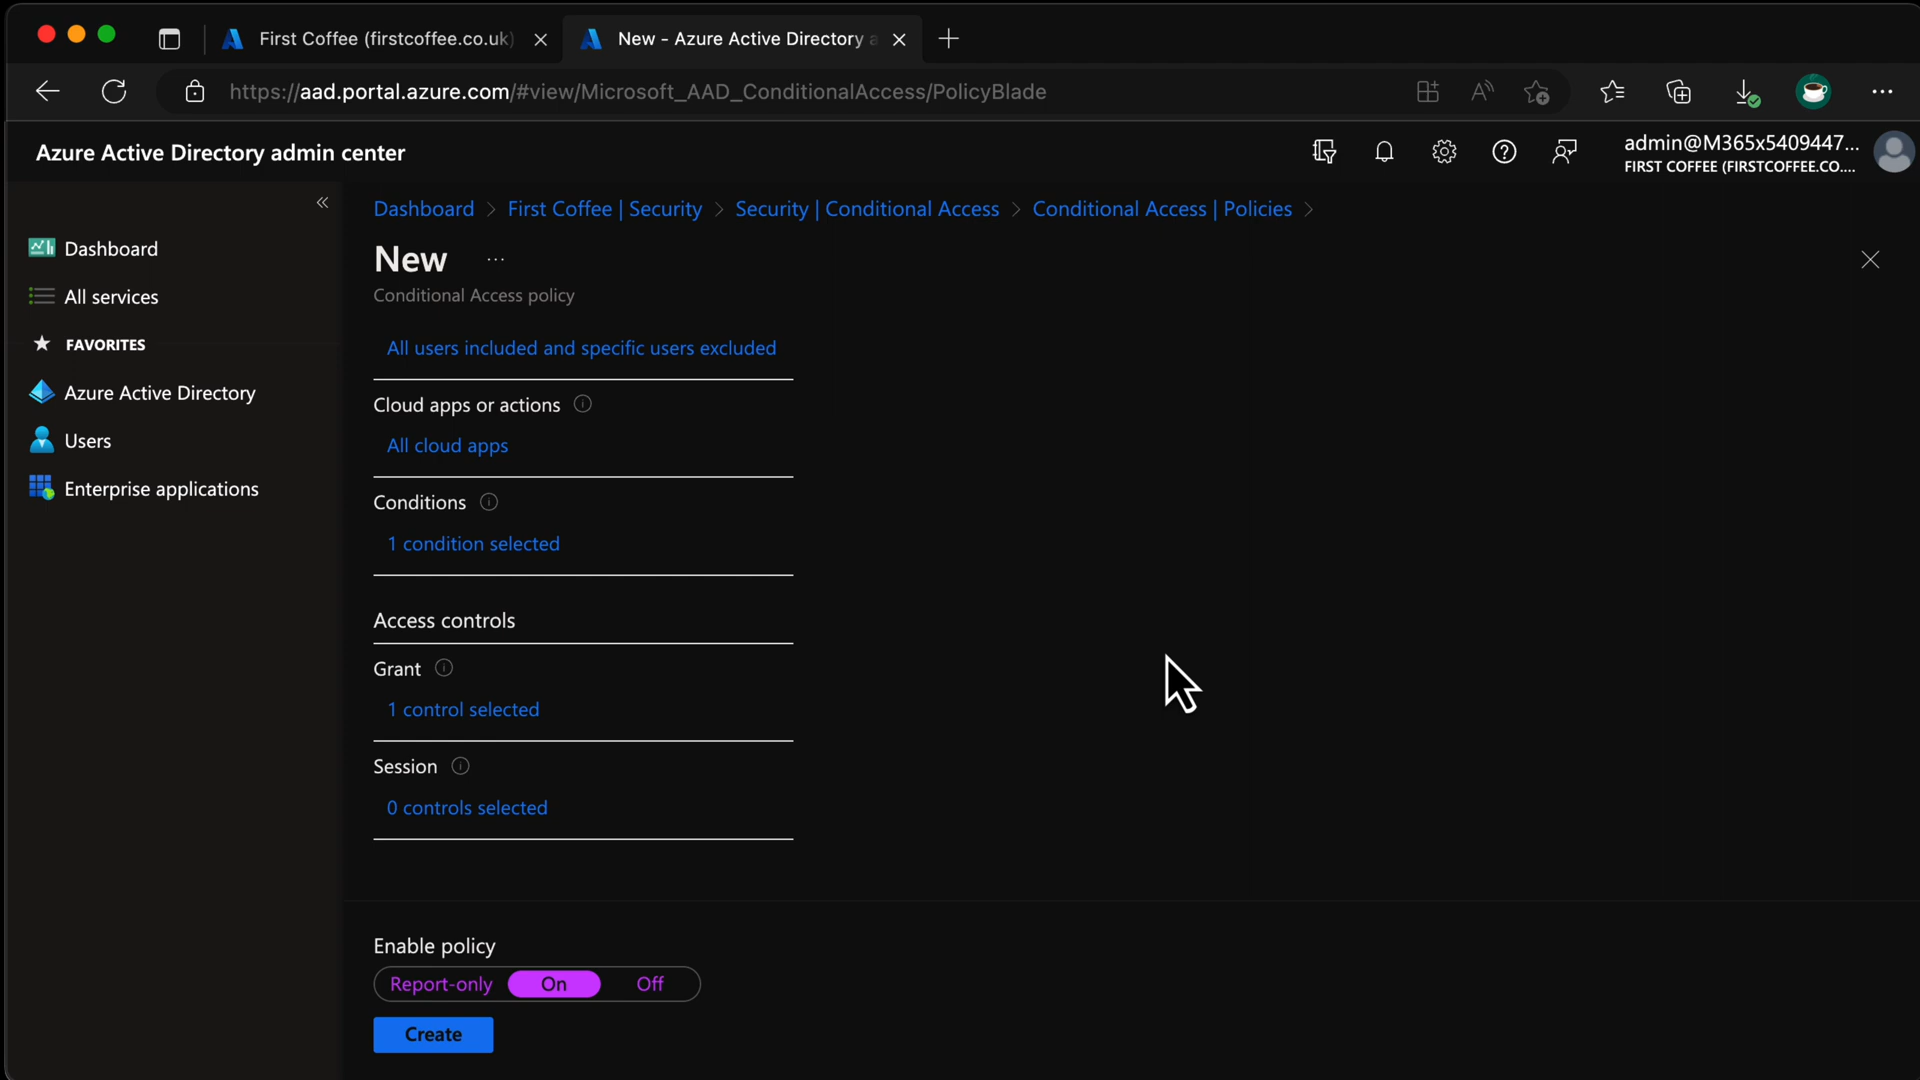 First Coffee (firstcoffee.co.uk)
New - Azure Active Directory a
https://aad.portal.azure.com/#view/Microsoft_AAD_ConditionalAccess/PolicyBlade
Azure Active Directory admin center
admin@M365x5409447...
FIRST COFFEE (FIRSTCOFFEE.CO....
Dashboard
All services
FAVORITES
Azure Active Directory
Users
Enterprise applications
Dashboard > First Coffee | Security > Security | Conditional Access > Conditional Access | Policies >
New ...
Conditional Access policy
All users included and specific users excluded
Cloud apps or actions
All cloud apps
Conditions
1 condition selected
Access controls
Grant
1 control selected
Session
0 controls selected
Enable policy
Report-only On Off
Create